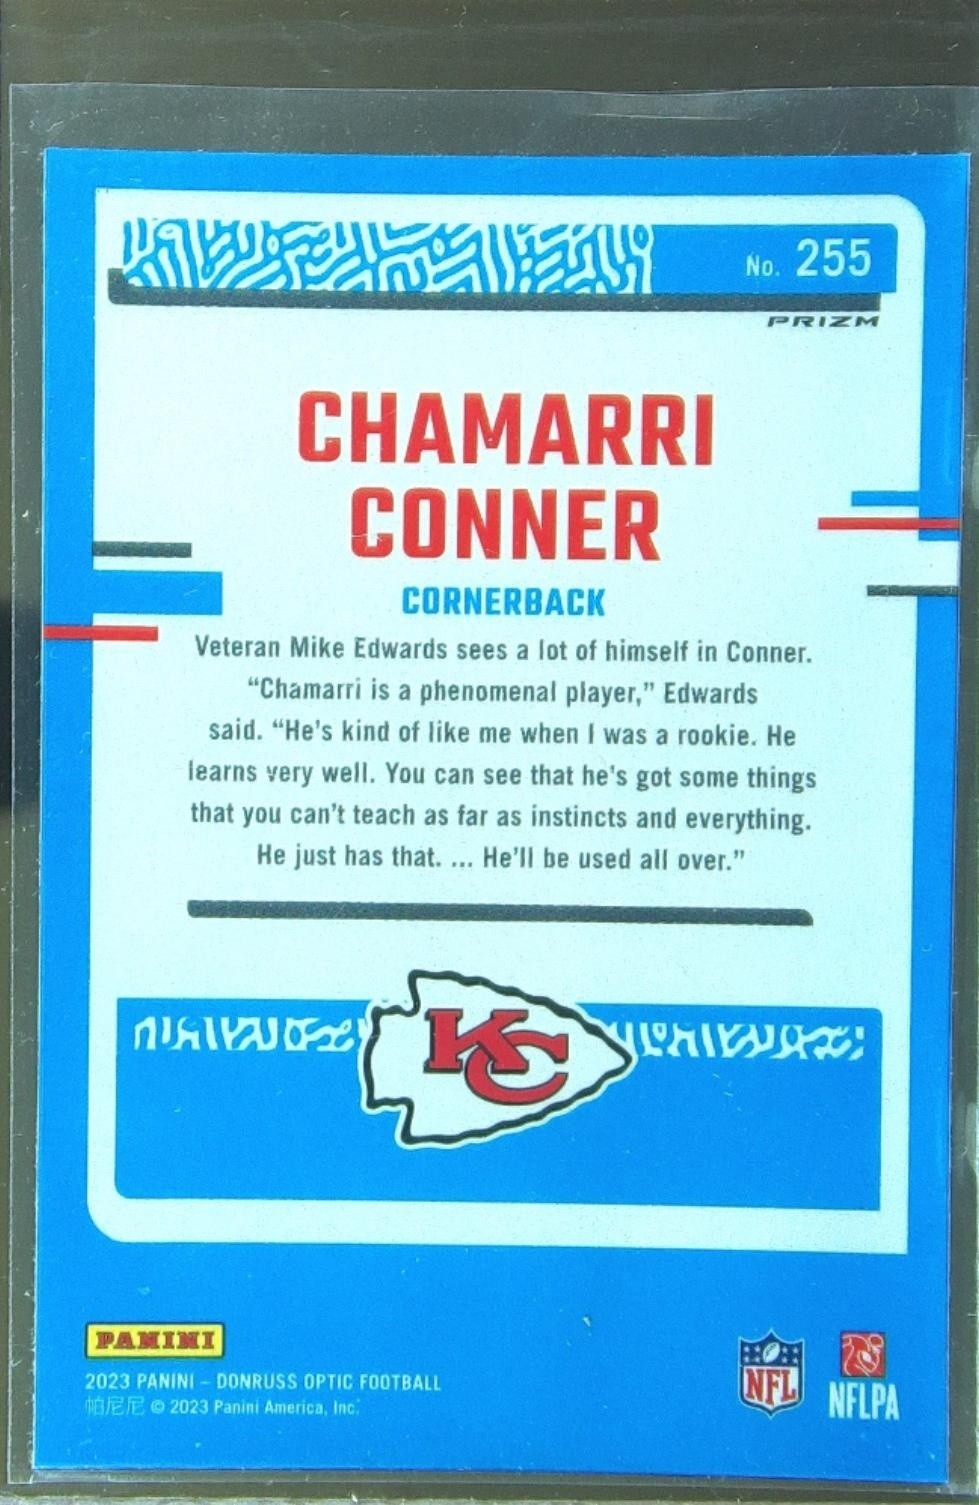 No. 255
PRIZM
CHAMARRI
CONNER
CORNERBACK
Veteran Mike Edwards sees a lot of himself in Conner.
“Chamarri is a phenomenal player,” Edwards
said. “He's kind of like me when I was a rookie. He
learns very well. You can see that he's got some things
that you can’t teach as far as instincts and everything.
He just has that. ... He’ll be used all over.”
KC
PANINI
2023 PANINI – DONRUSS OPTIC FOOTBALL
帕尼尼 © 2023 Panini America, Inc.
NFL
NFLPA